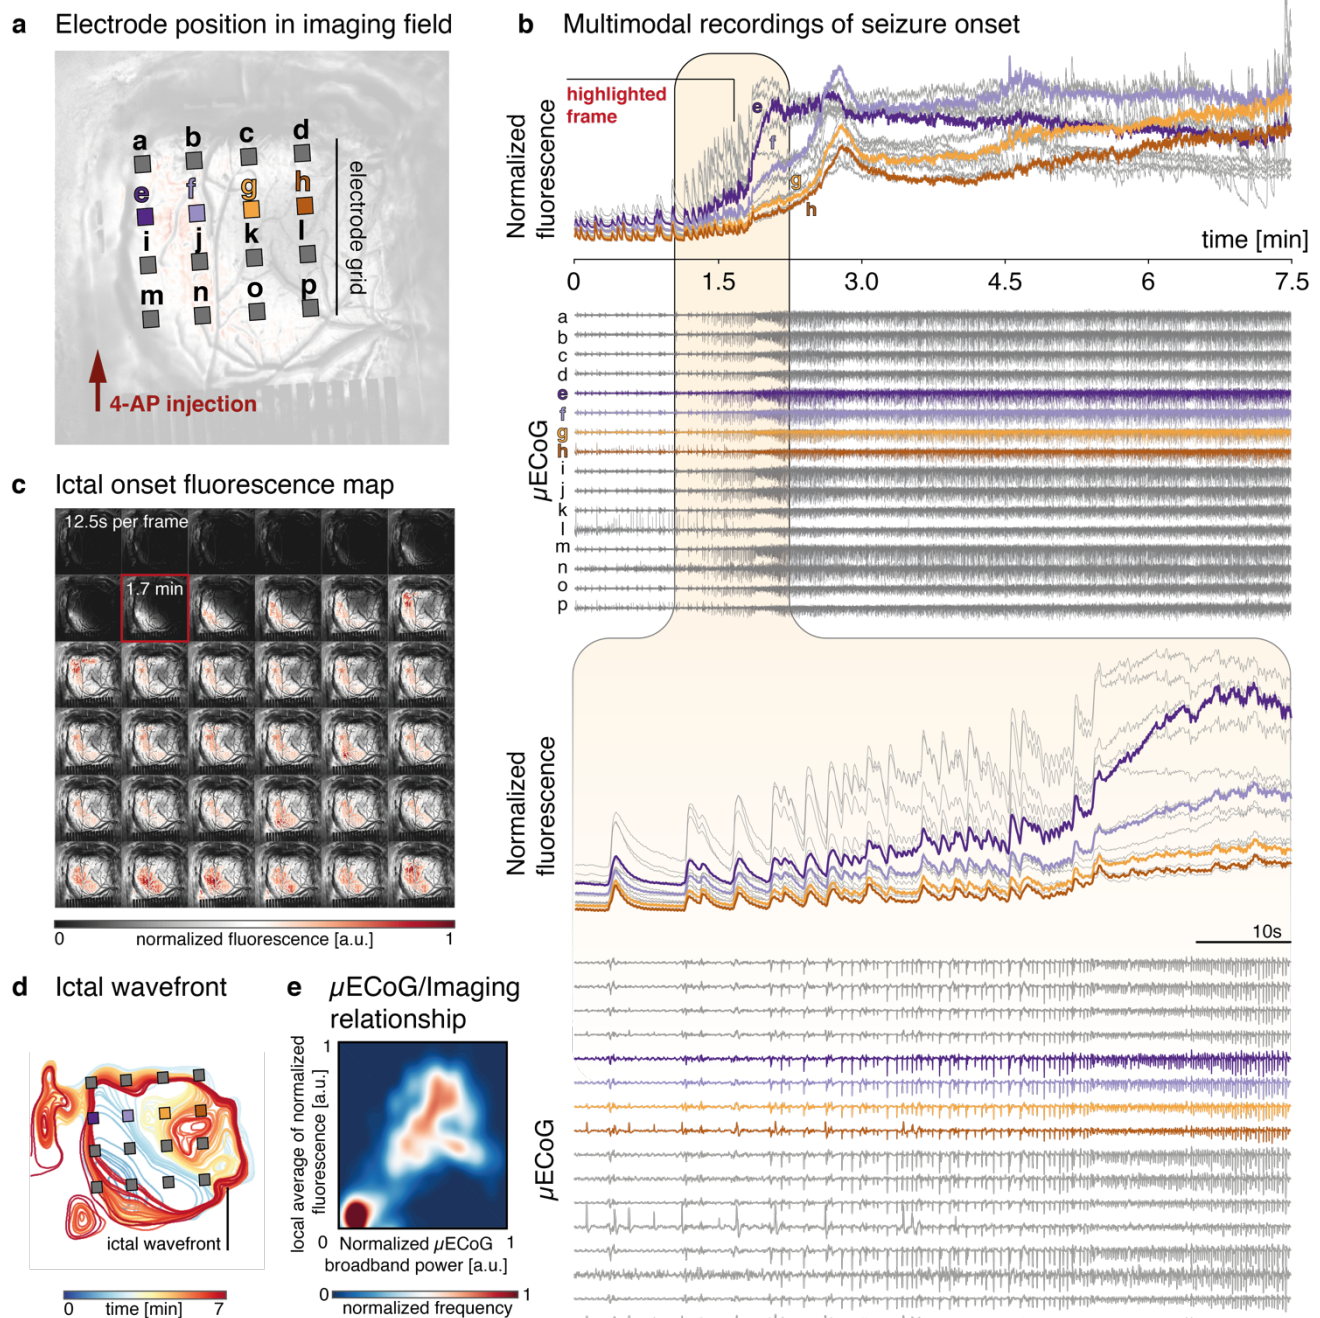 a Electrode position in imaging field
a b c d
e f g h
i j k l
m n o p
electrode grid
4-AP injection
b Multimodal recordings of seizure onset
highlighted
frame
Normalized
fluorescence
e
f
g
h
time [min]
0 1.5 3.0 4.5 6 7.5
µECoG
a
b
c
d
e
f
g
h
i
j
k
l
m
n
o
p
Normalized
fluorescence
10s
µECoG
c Ictal onset fluorescence map
12.5s per frame
1.7 min
0 normalized fluorescence [a.u.] 1
d Ictal wavefront
ictal wavefront
0 time [min] 7
e µECoG/Imaging
relationship
local average of normalized
fluorescence [a.u.]
1
0 Normalized µECoG 1
broadband power [a.u.]
0 1
normalized frequency